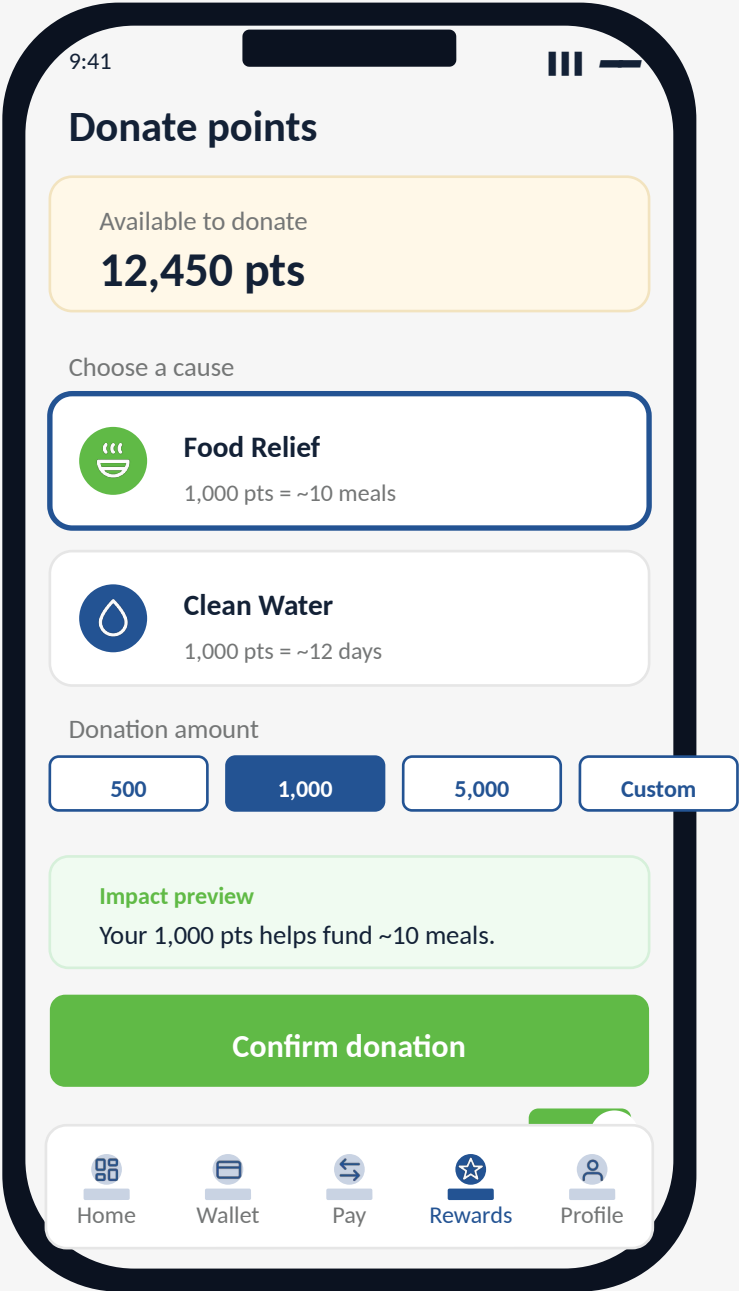 9:41
Donate points
Available to donate
12,450 pts
Choose a cause
Food Relief
1,000 pts = ~10 meals
Clean Water
1,000 pts = ~12 days
Donation amount
500 1,000 5,000 Custom
Impact preview
Your 1,000 pts helps fund ~10 meals.
Confirm donation
Home Wallet Pay Rewards Profile